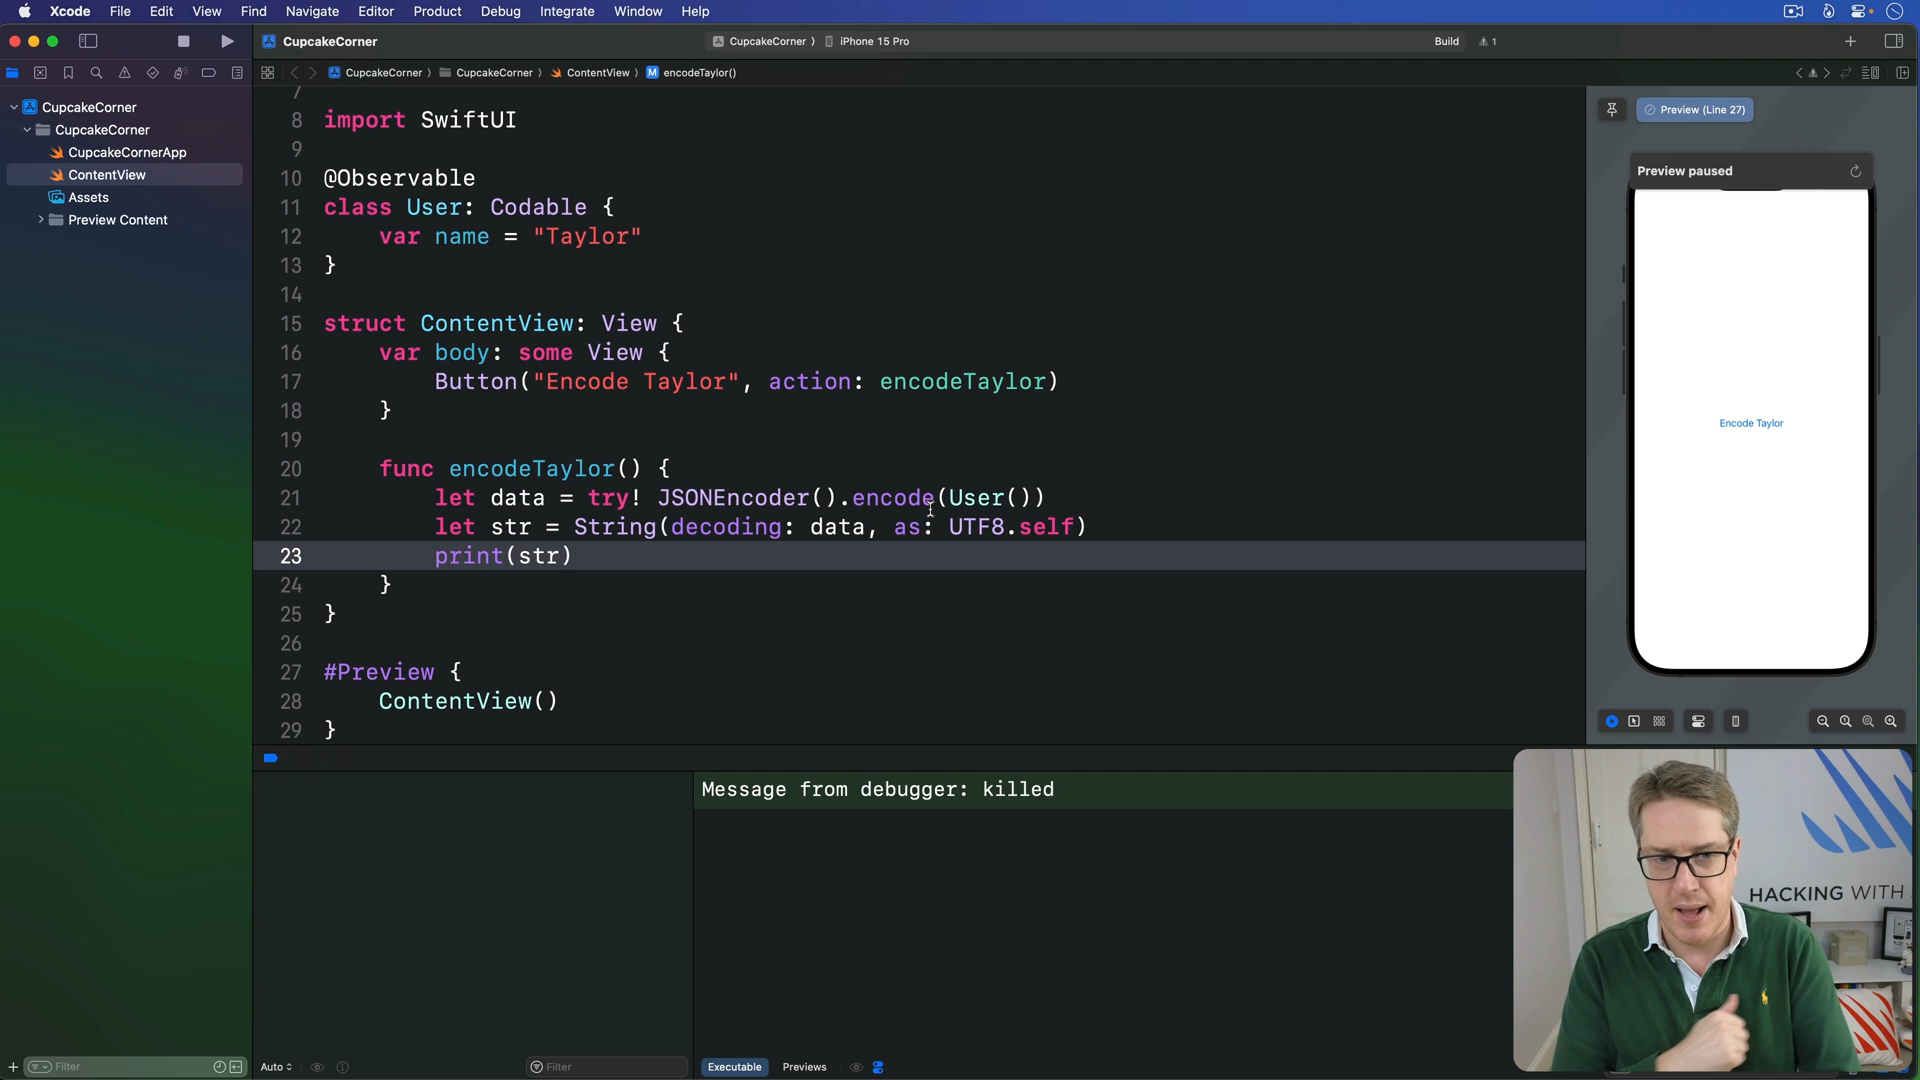 Xcode File Edit View Find Navigate Editor Product Debug Integrate Window Help
CupcakeCorner
CupcakeCorner 〉 iPhone 15 Pro
Build
1
CupcakeCorner 〉 CupcakeCorner 〉 ContentView 〉 M encodeTaylor()
CupcakeCorner
CupcakeCorner
CupcakeCornerApp
ContentView
Assets
Preview Content
7
8 import SwiftUI
9
10 @Observable
11 class User: Codable {
12 var name = "Taylor"
13 }
14
15 struct ContentView: View {
16 var body: some View {
17 Button("Encode Taylor", action: encodeTaylor)
18 }
19
20 func encodeTaylor() {
21 let data = try! JSONEncoder().encode(User())
22 let str = String(decoding: data, as: UTF8.self)
23 print(str)
24 }
25 }
26
27 #Preview {
28 ContentView()
29 }
Preview (Line 27)
Preview paused
Encode Taylor
Message from debugger: killed
HACKING WITH
Filter
Auto
Filter
Executable
Previews